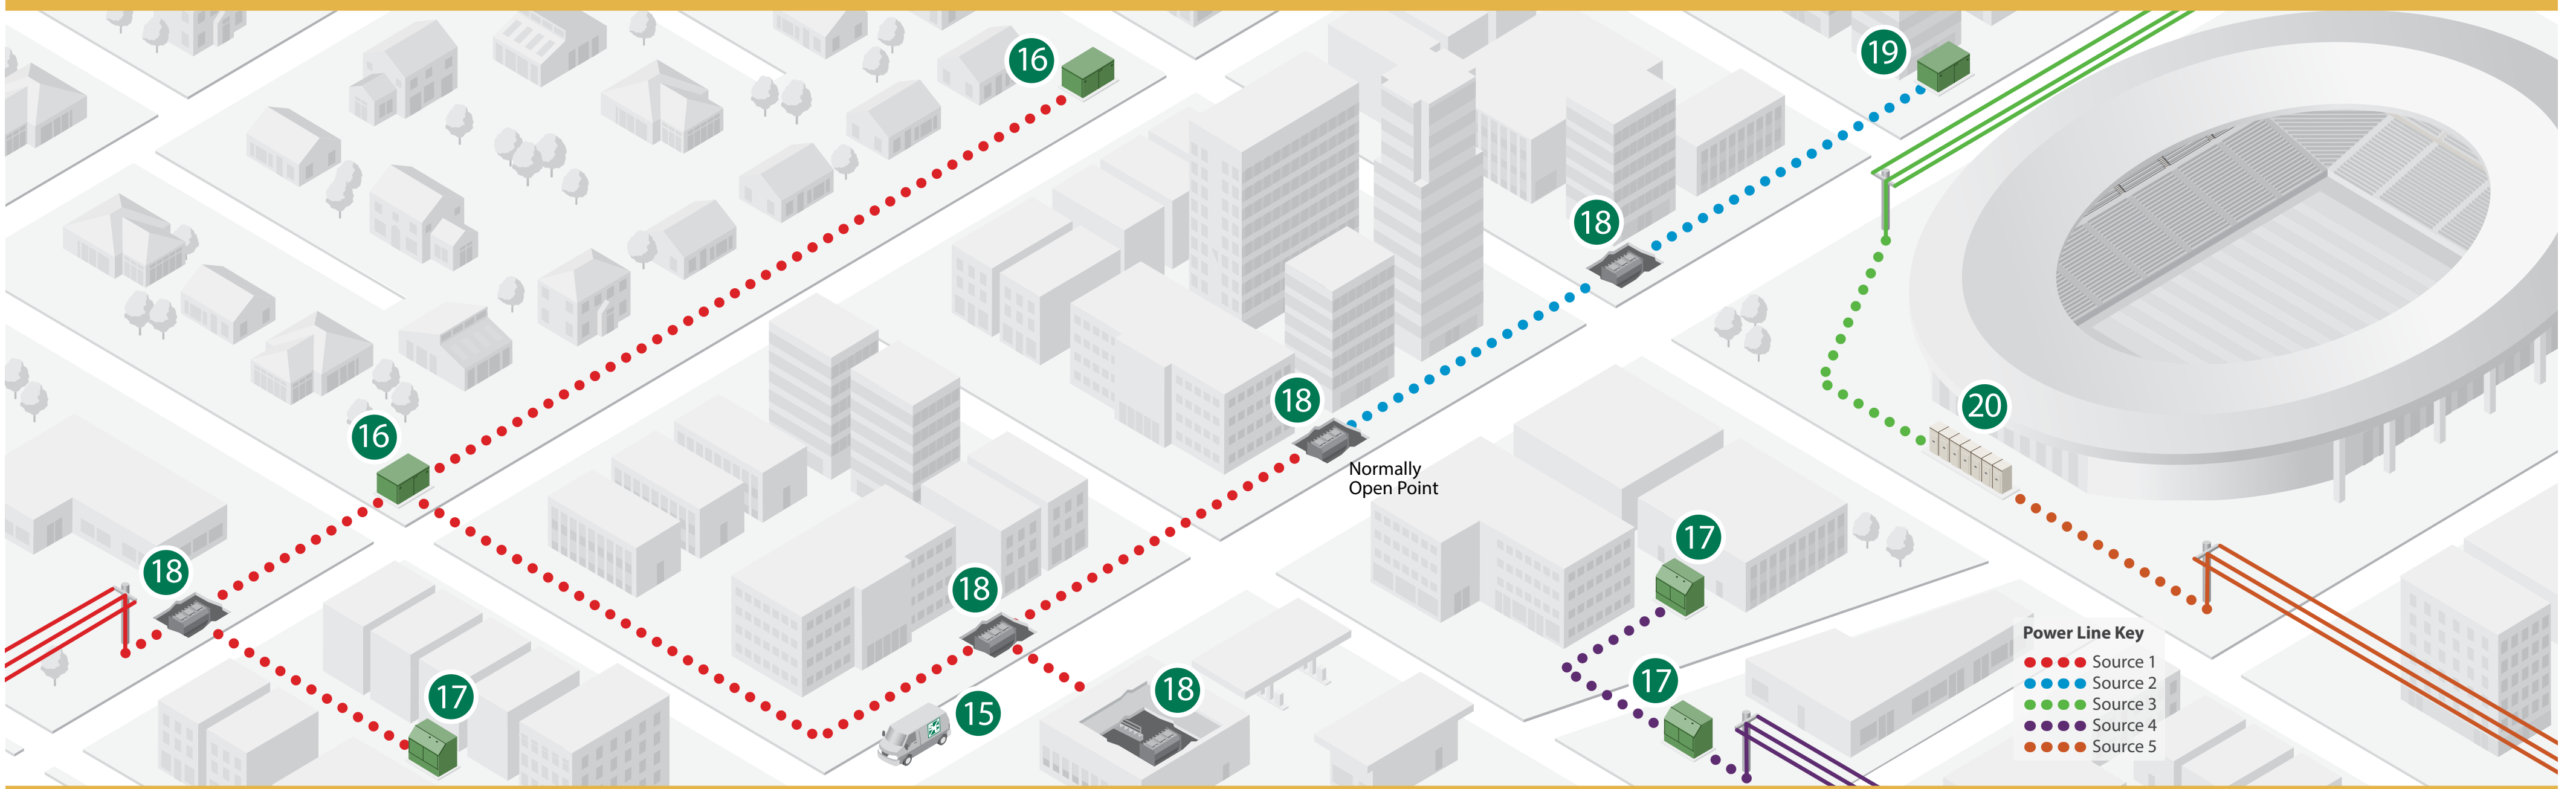 16
19
18
18
20
16
Normally
Open Point
17
18
18
17
17
18
15
Power Line Key
Source 1
Source 2
Source 3
Source 4
Source 5